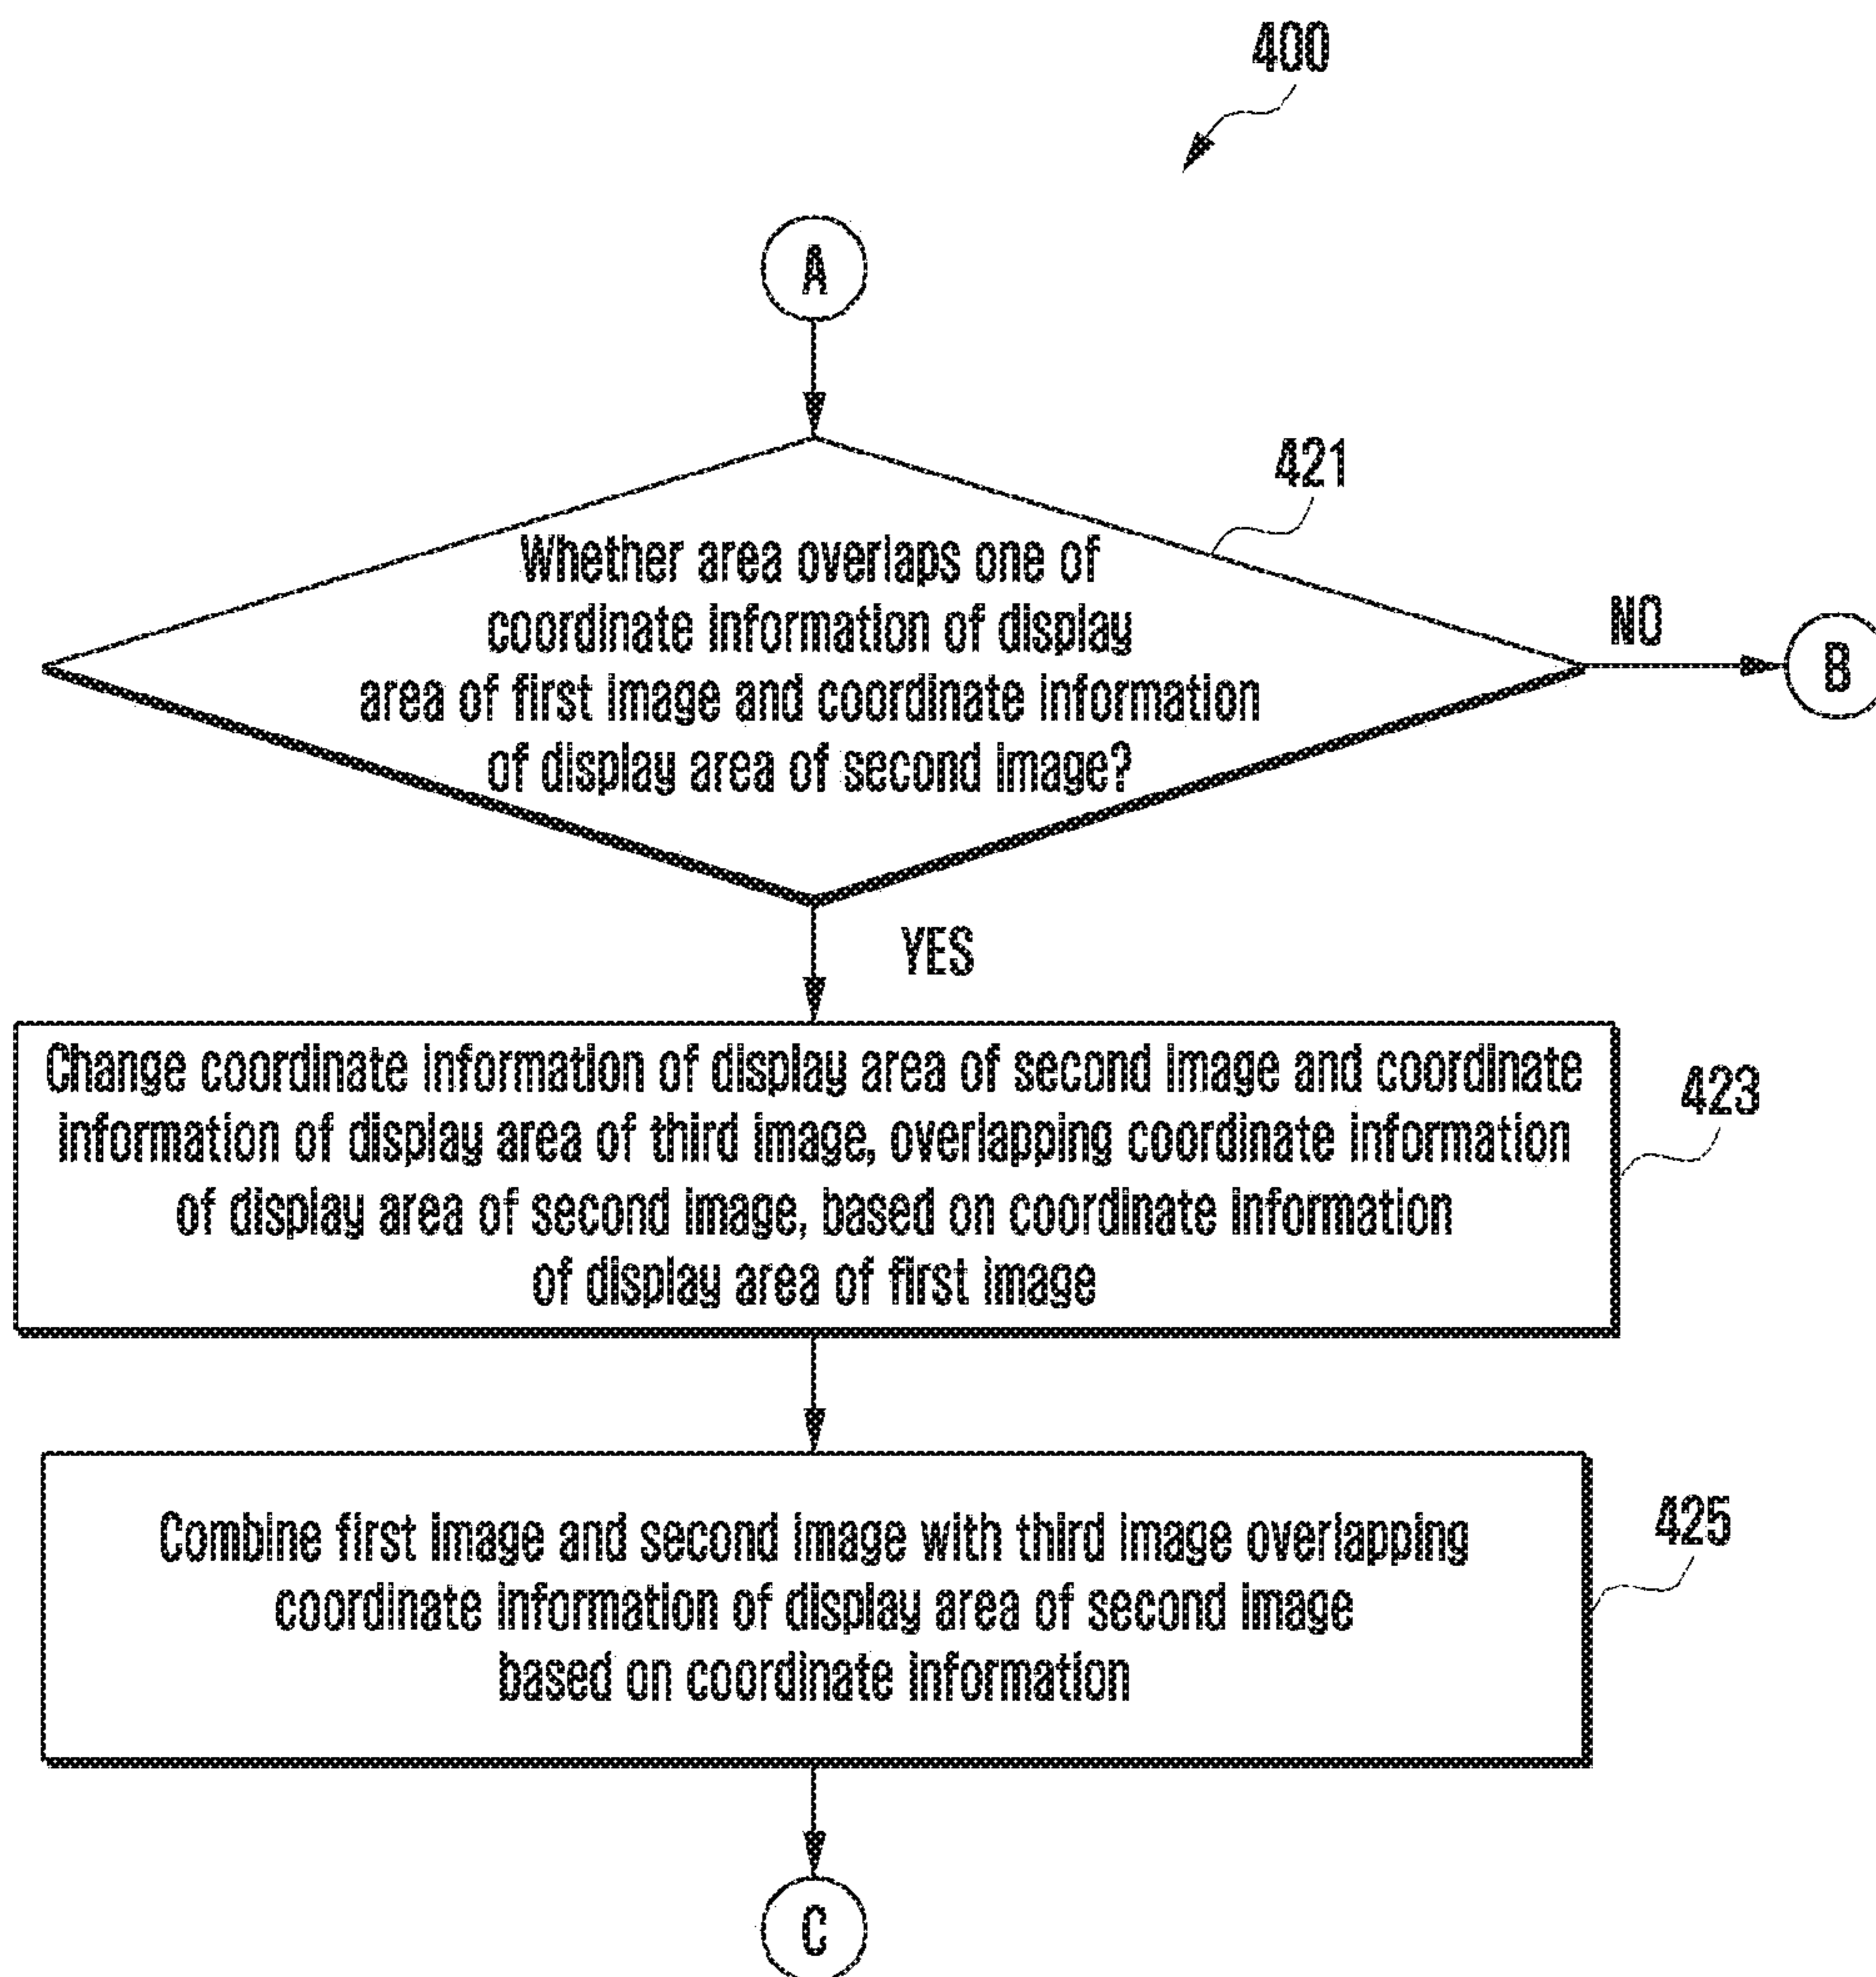 400
A
421
Whether area overlaps one of
coordinate information of display
area of first image and coordinate information
of display area of second image?
NO
B
YES
Change coordinate information of display area of second image and coordinate
information of display area of third image, overlapping coordinate information
of display area of second image, based on coordinate information
of display area of first image
423
Combine first image and second image with third image overlapping
coordinate information of display area of second image
based on coordinate information
425
C